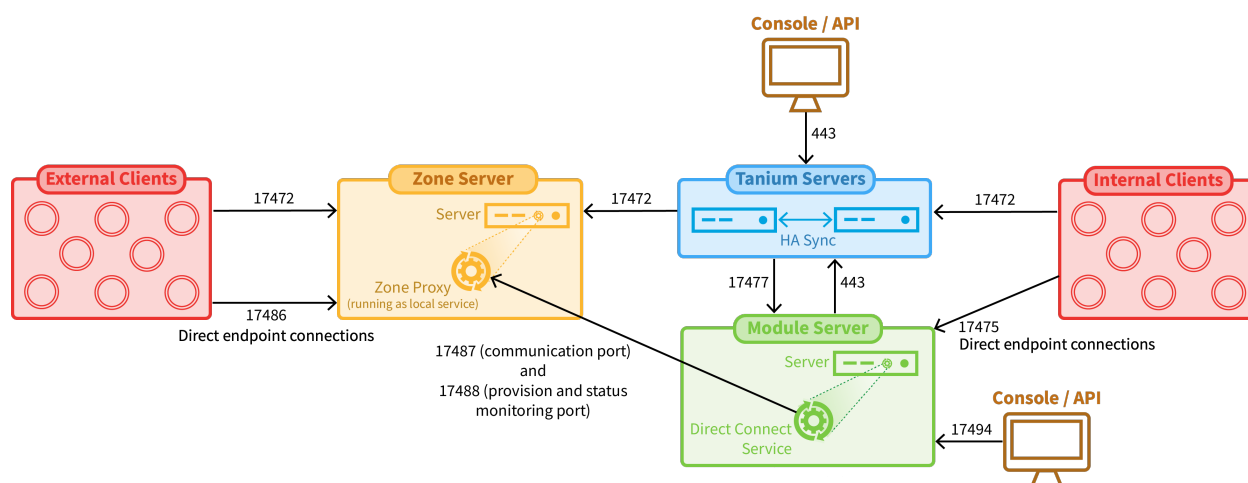 Console / API
443
External Clients
Zone Server
Tanium Servers
Internal Clients
17472
Server
17472
HA Sync
17472
Zone Proxy
(running as local service)
17486
Direct endpoint connections
17477
443
17475
Direct endpoint connections
Module Server
Server
17487 (communication port)
and
17488 (provision and status
monitoring port)
Direct Connect
Service
Console / API
17494